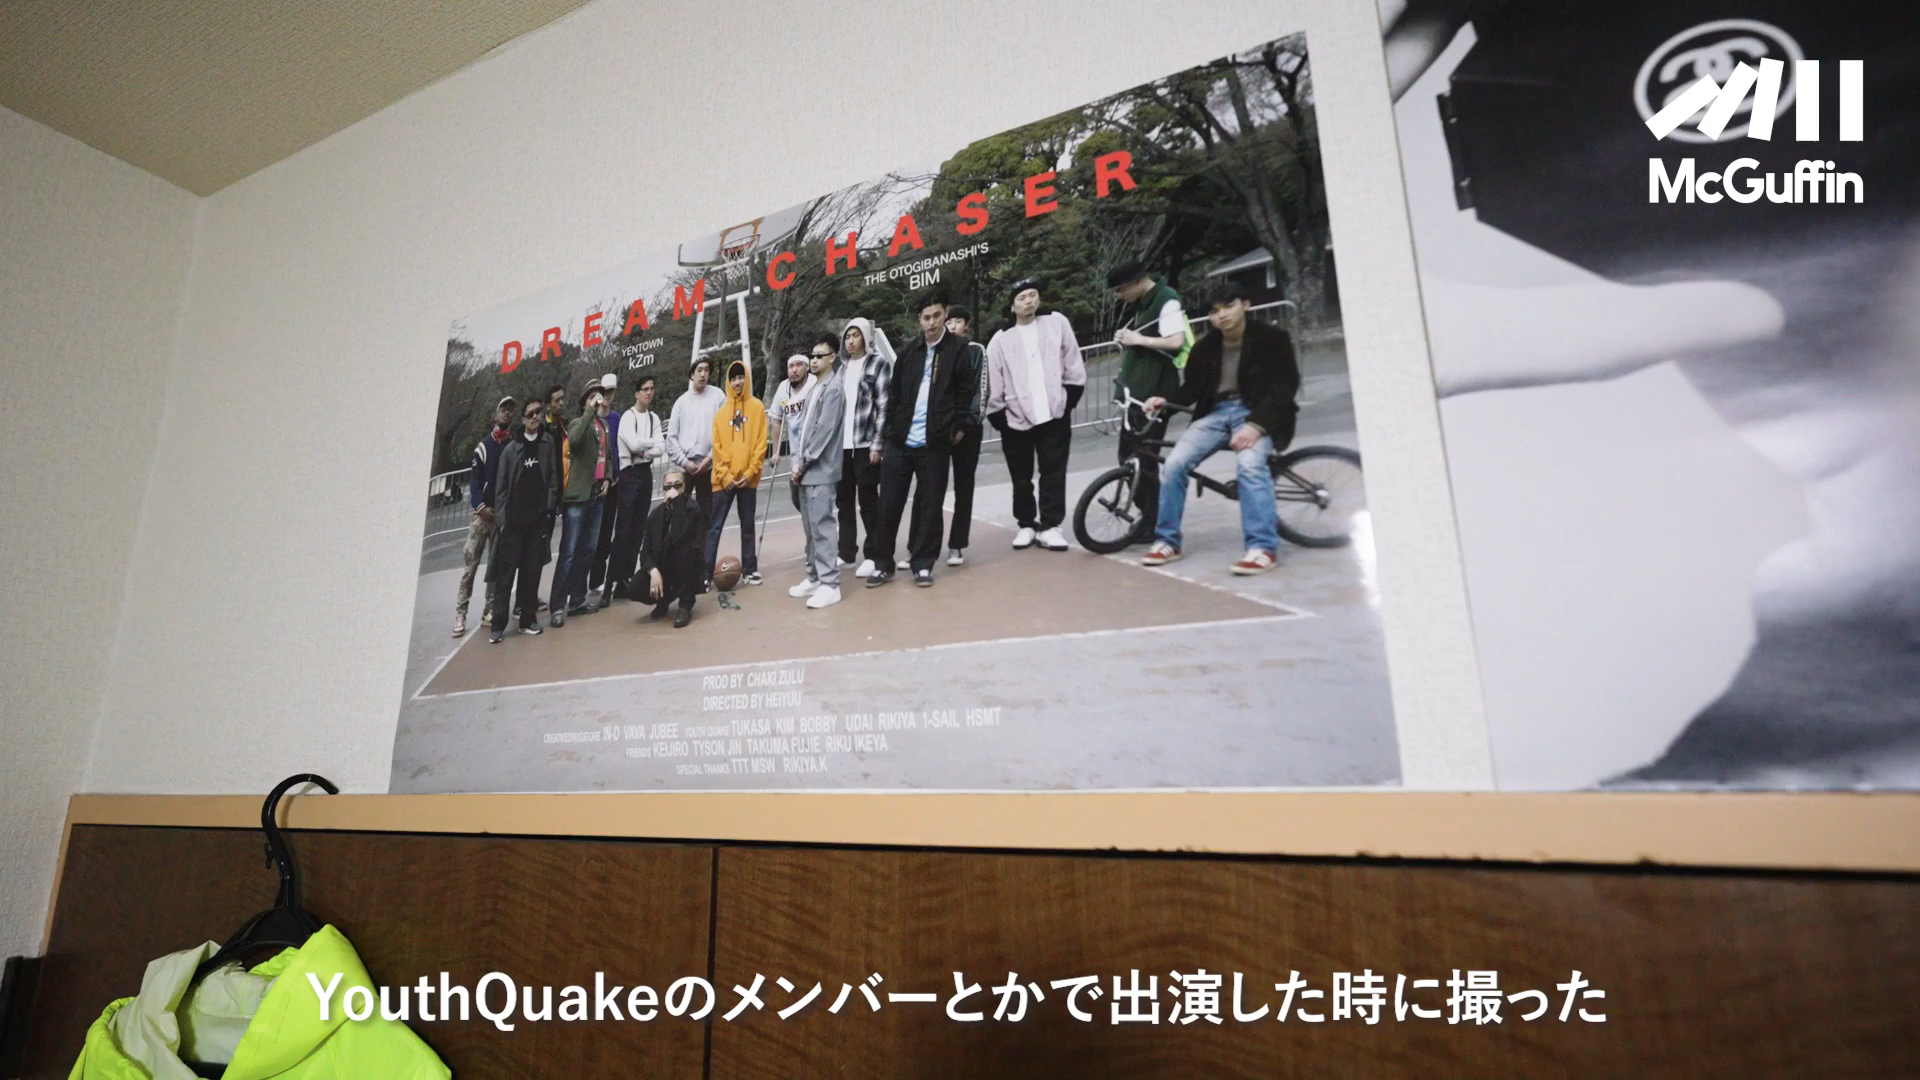 McGuffin
DREAM CHASER
YENTOWN
kZm
THE OTOGIBANASHI'S
BIM
PROD BY CHAKI ZULU
DIRECTED BY HEIYUU
CREATIVEDRUGSTORE IN-D VAVA JUBEE YOUTH QUAKE TUKASA KIM BOBBY UDAI RIKIYA 1-SAIL HSMT
FRIENDS KEIJIRO TYSON JIN TAKUMA FUJIE RIKU IKEYA
SPECIAL THANKS TTT MSW RIKIYA.K
YouthQuakeのメンバーとかで出演した時に撮った